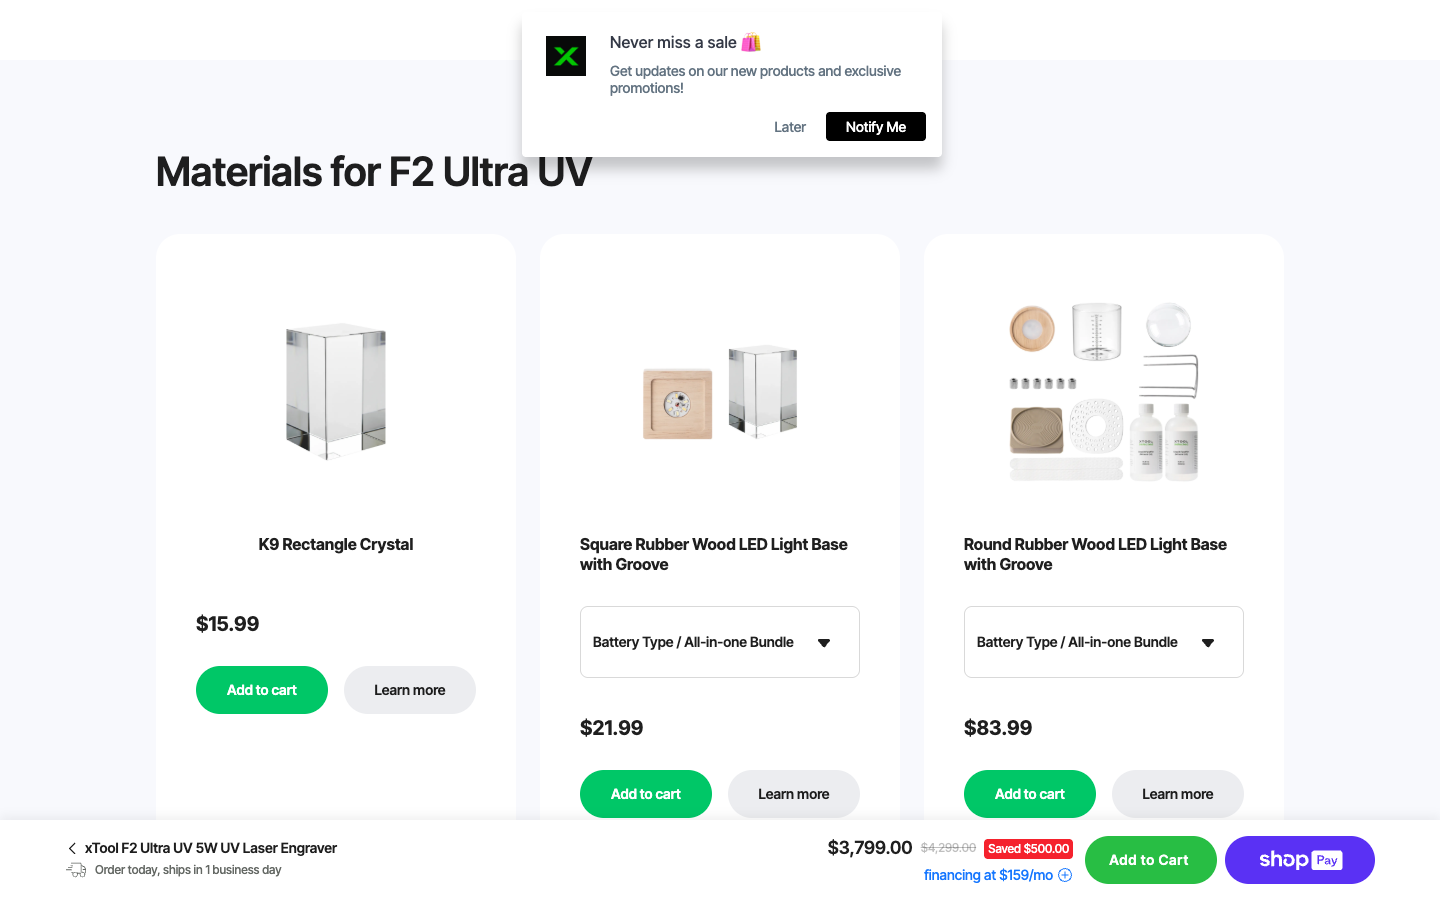 Never miss a sale 🛍️
Get updates on our new products and exclusive
promotions!
Later
Notify Me
Materials for F2 Ultra UV
K9 Rectangle Crystal
$15.99
Add to cart
Learn more
Square Rubber Wood LED Light Base
with Groove
Battery Type / All-in-one Bundle
$21.99
Add to cart
Learn more
Round Rubber Wood LED Light Base
with Groove
Battery Type / All-in-one Bundle
$83.99
Add to cart
Learn more
xTool F2 Ultra UV 5W UV Laser Engraver
Order today, ships in 1 business day
$3,799.00 $4,299.00 Saved $500.00
financing at $159/mo
Add to Cart
shop Pay